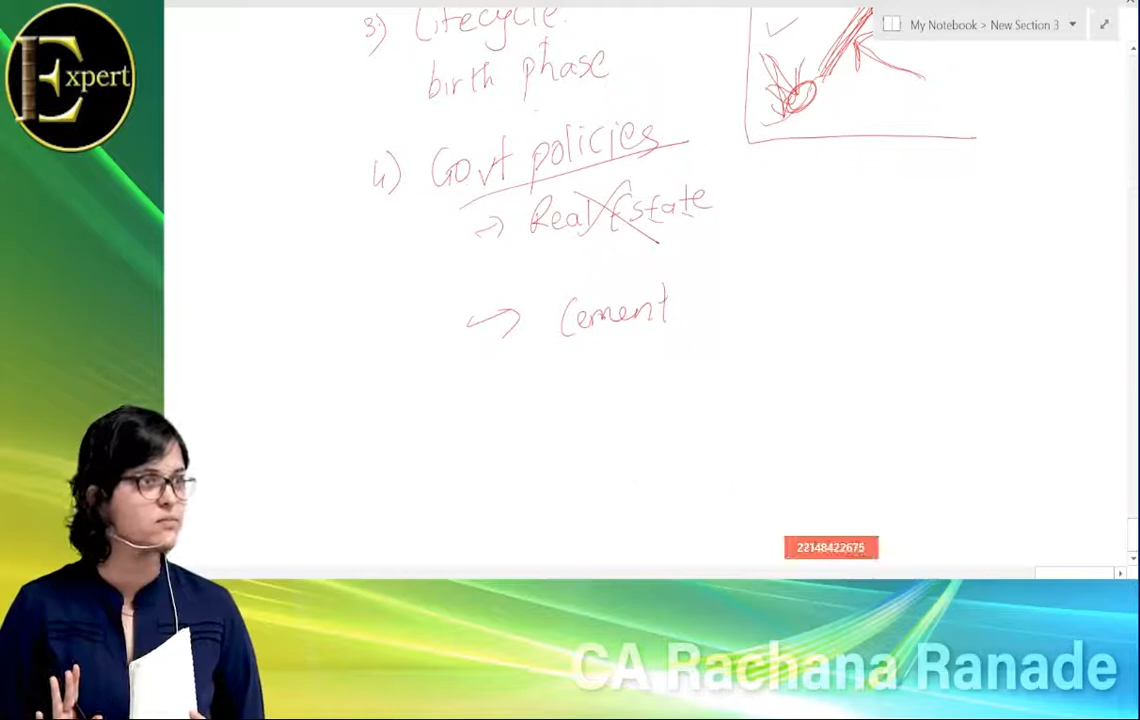 Expert
My Notebook > New Section 3
3) Lifecycle
birth phase
4) Govt policies
→ Real Estate
→ Cement
22148422675
CA Rachana Ranade